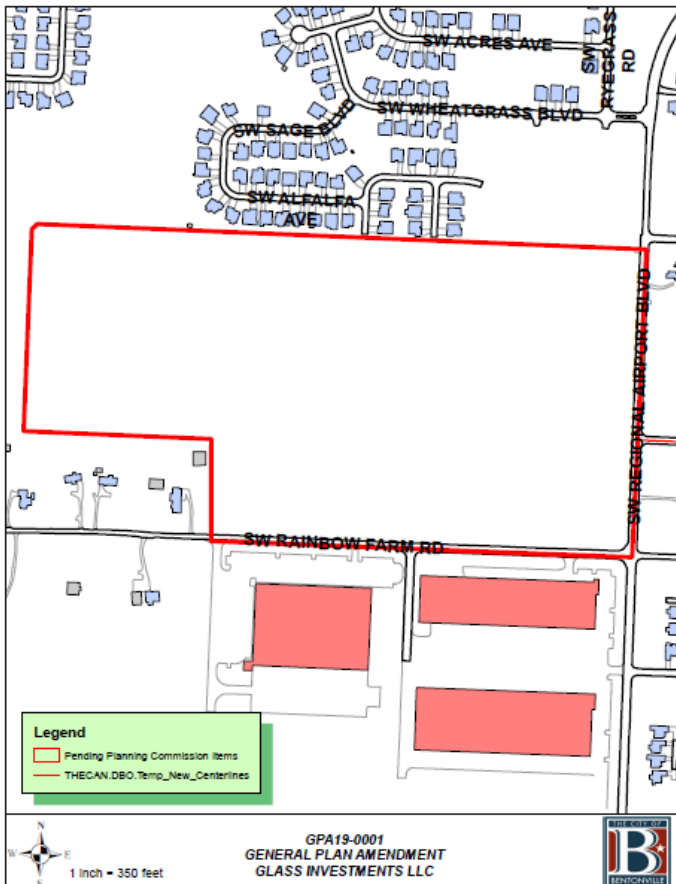 SW ACRES AVE
SW
RYEGRASS
RD
SW WHEATGRASS BLVD
SW SAGE BLVD
SW ALFALFA
AVE
SW REGIONAL AIRPORT BLVD
SW RAINBOW FARM RD
Legend
Pending Planning Commission Items
THECAN.DBO.Temp_New_Centerlines
N
W
E
S
1 inch = 350 feet
GPA19-0001
GENERAL PLAN AMENDMENT
GLASS INVESTMENTS LLC
THE CITY OF
B
BENTONVILLE